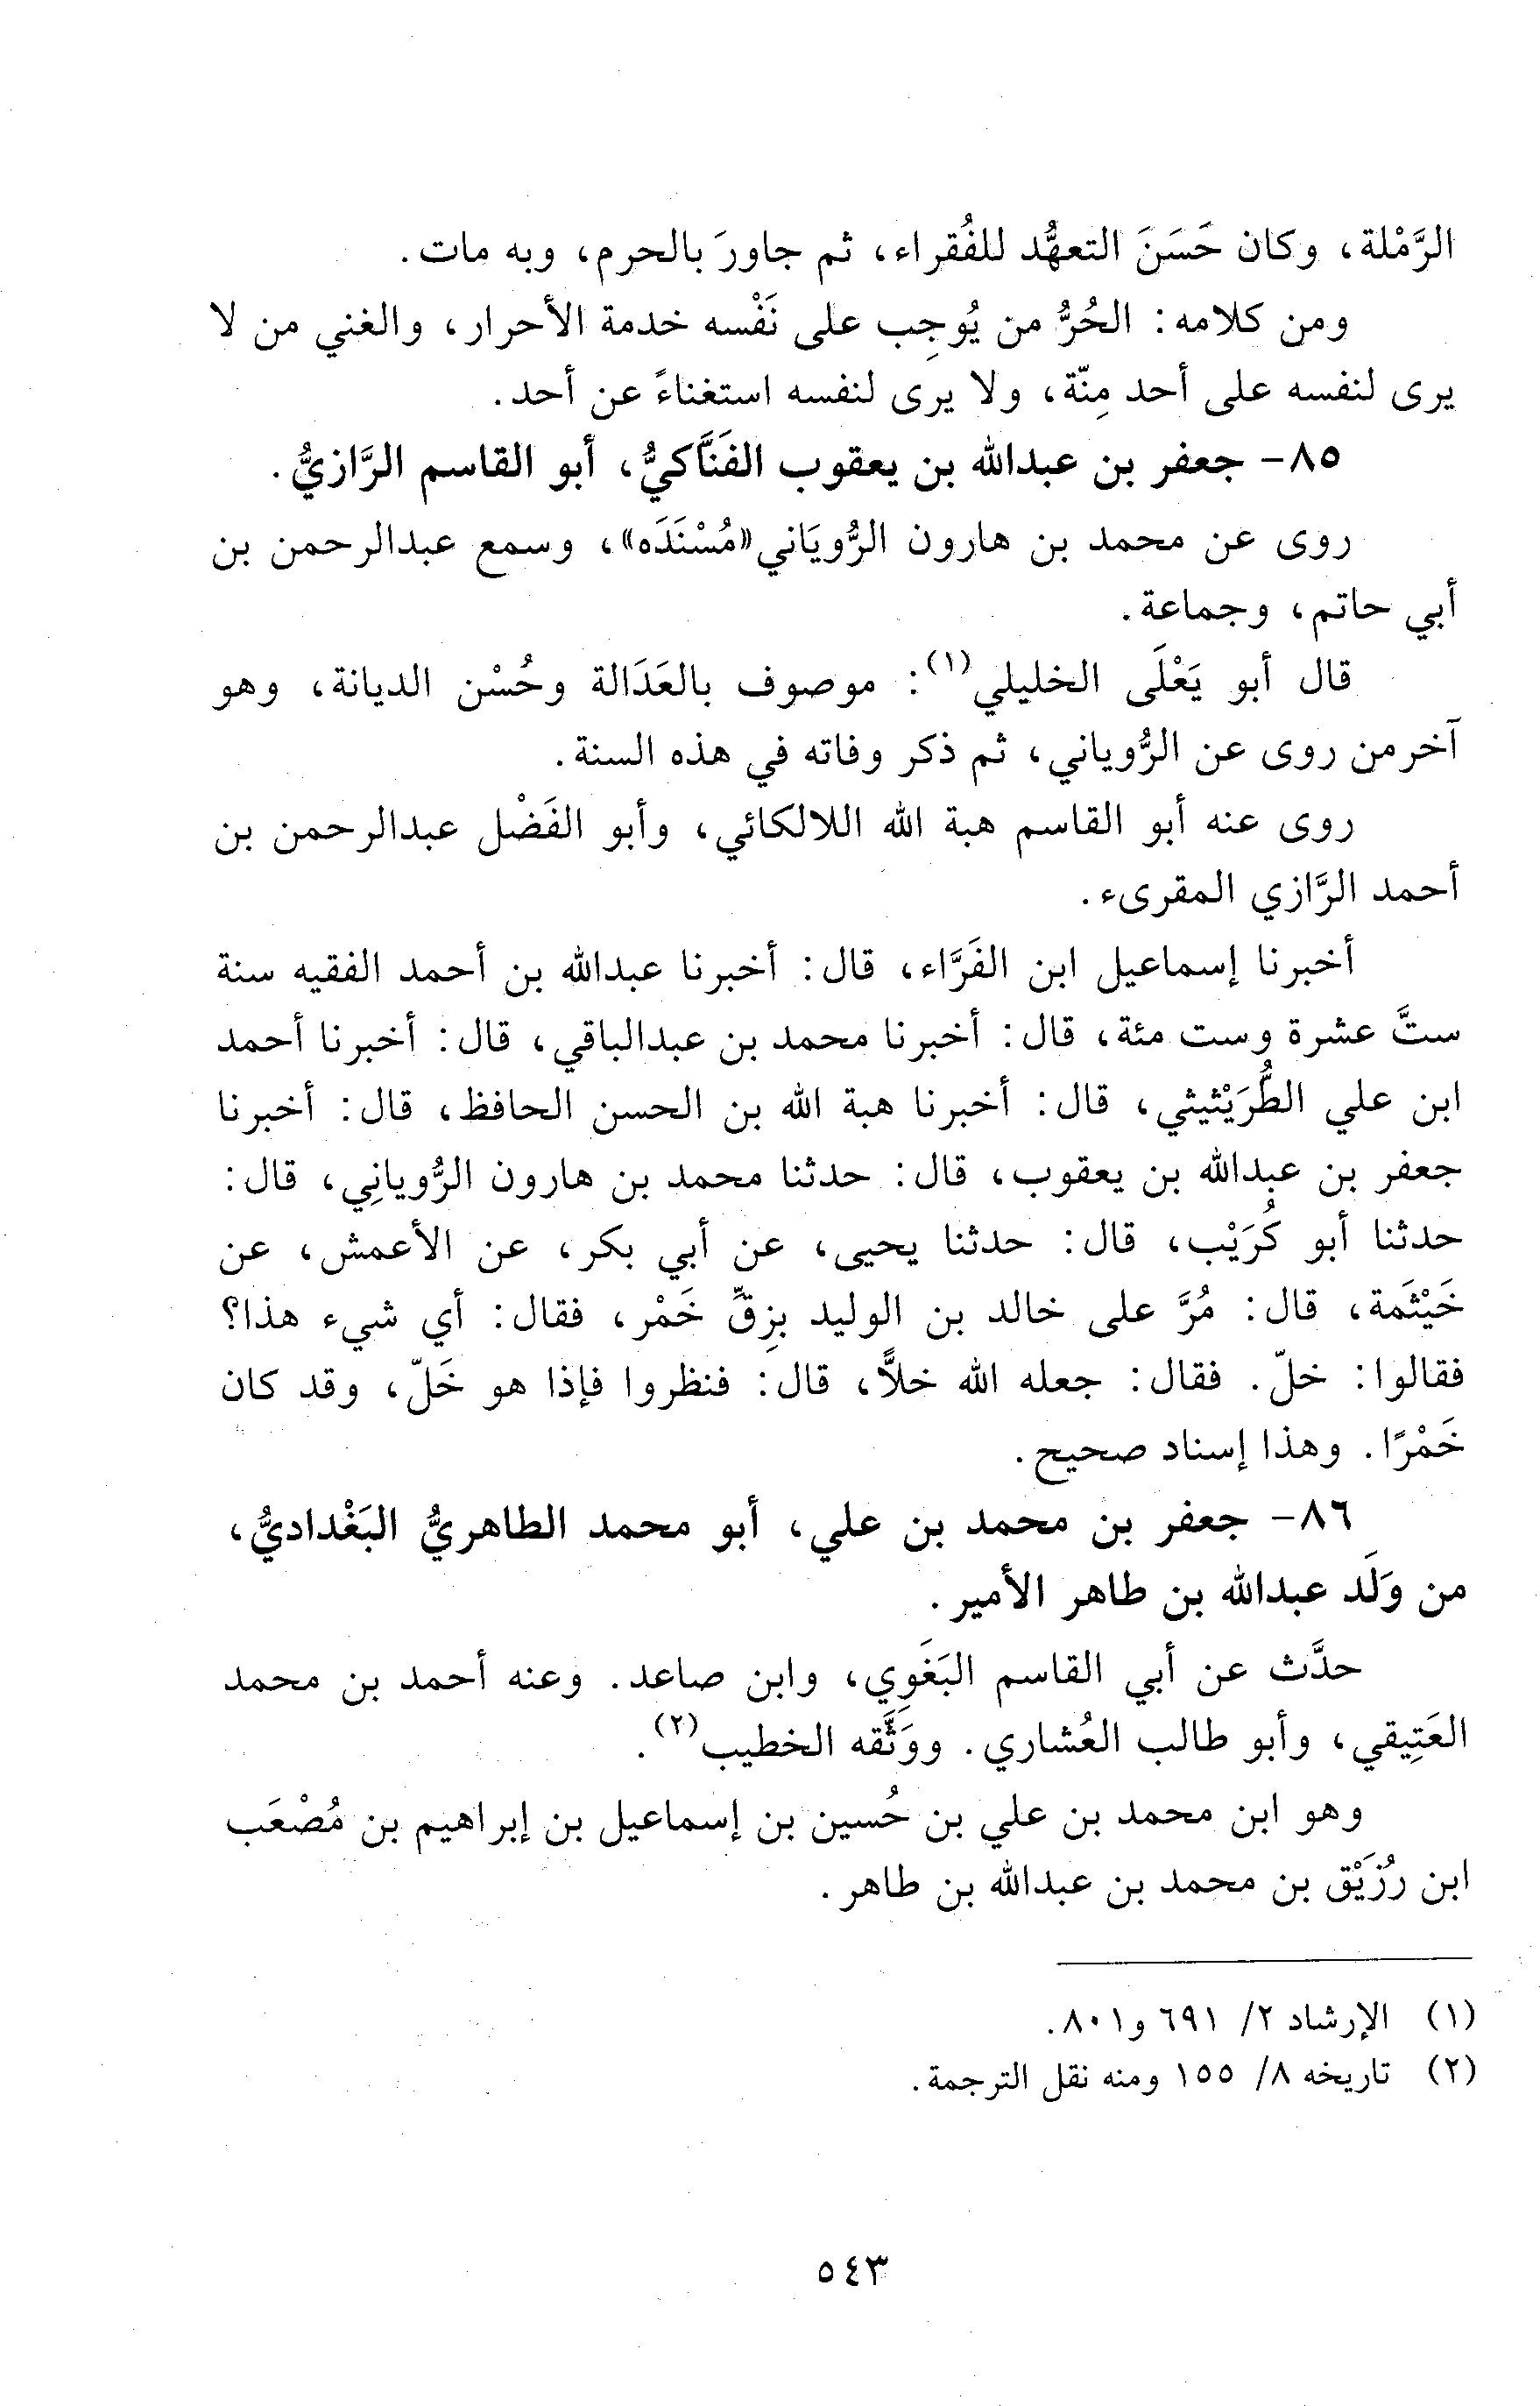 الرَّمْلة، وكان حَسَنَ التعهُّد للفُقراء، ثم جاورَ بالحرم، وبه مات.
ومن كلامه: الحُرُّ من يُوجِب على نَفْسه خدمة الأحرار، والغني من لا
يرى لنفسه على أحد مِنّة، ولا يرى لنفسه استغناءً عن أحد.
٨٥- جعفر بن عبدالله بن يعقوب الفَنَّاكيُّ، أبو القاسم الرَّازيُّ.
روى عن محمد بن هارون الرُّويَاني«مُسْنَدَه»، وسمع عبدالرحمن بن
أبي حاتم، وجماعة.
قال أبو يَعْلَى الخليلي(١): موصوف بالعَدَالة وحُسْن الديانة، وهو
آخرمن روى عن الرُّوياني، ثم ذكر وفاته في هذه السنة.
روى عنه أبو القاسم هبة الله اللالكائي، وأبو الفَضْل عبدالرحمن بن
أحمد الرَّازي المقرىء.
أخبرنا إسماعيل ابن الفَرَّاء، قال: أخبرنا عبدالله بن أحمد الفقيه سنة
ستَّ عشرة وست مئة، قال: أخبرنا محمد بن عبدالباقي، قال: أخبرنا أحمد
ابن علي الطُّرَيْثيثي، قال: أخبرنا هبة الله بن الحسن الحافظ، قال: أخبرنا
جعفر بن عبدالله بن يعقوب، قال: حدثنا محمد بن هارون الرُّويانِي، قال:
حدثنا أبو كُرَيْب، قال: حدثنا يحيى، عن أبي بكر، عن الأعمش، عن
خَيْثَمة، قال: مُرَّ على خالد بن الوليد بزِقِّ خَمْر، فقال: أي شيء هذا؟
فقالوا: خلّ. فقال: جعله الله خلاًّ، قال: فنظروا فإذا هو خَلّ، وقد كان
خَمْرًا. وهذا إسناد صحيح.
٨٦- جعفر بن محمد بن علي، أبو محمد الطاهريُّ البَغْداديُّ،
من وَلَد عبدالله بن طاهر الأمير.
حدَّث عن أبي القاسم البَغَوِي، وابن صاعد. وعنه أحمد بن محمد
العَتِيقي، وأبو طالب العُشاري. ووَثَّقه الخطيب(٢).
وهو ابن محمد بن علي بن حُسين بن إسماعيل بن إبراهيم بن مُصْعَب
ابن رُزَيْق بن محمد بن عبدالله بن طاهر.
(١) الإرشاد ٢/ ٦٩١ و٨٠١.
(٢) تاريخه ٨/ ١٥٥ ومنه نقل الترجمة.
٥٤٣